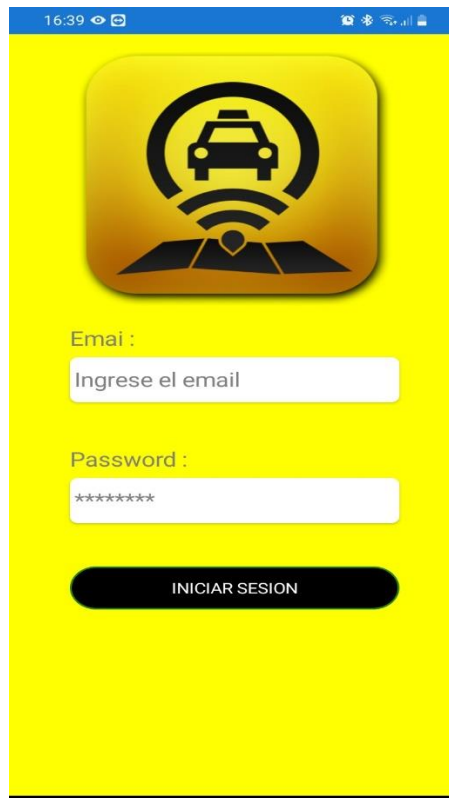 16:39
Emai :
Ingrese el email
Password :
********
INICIAR SESION